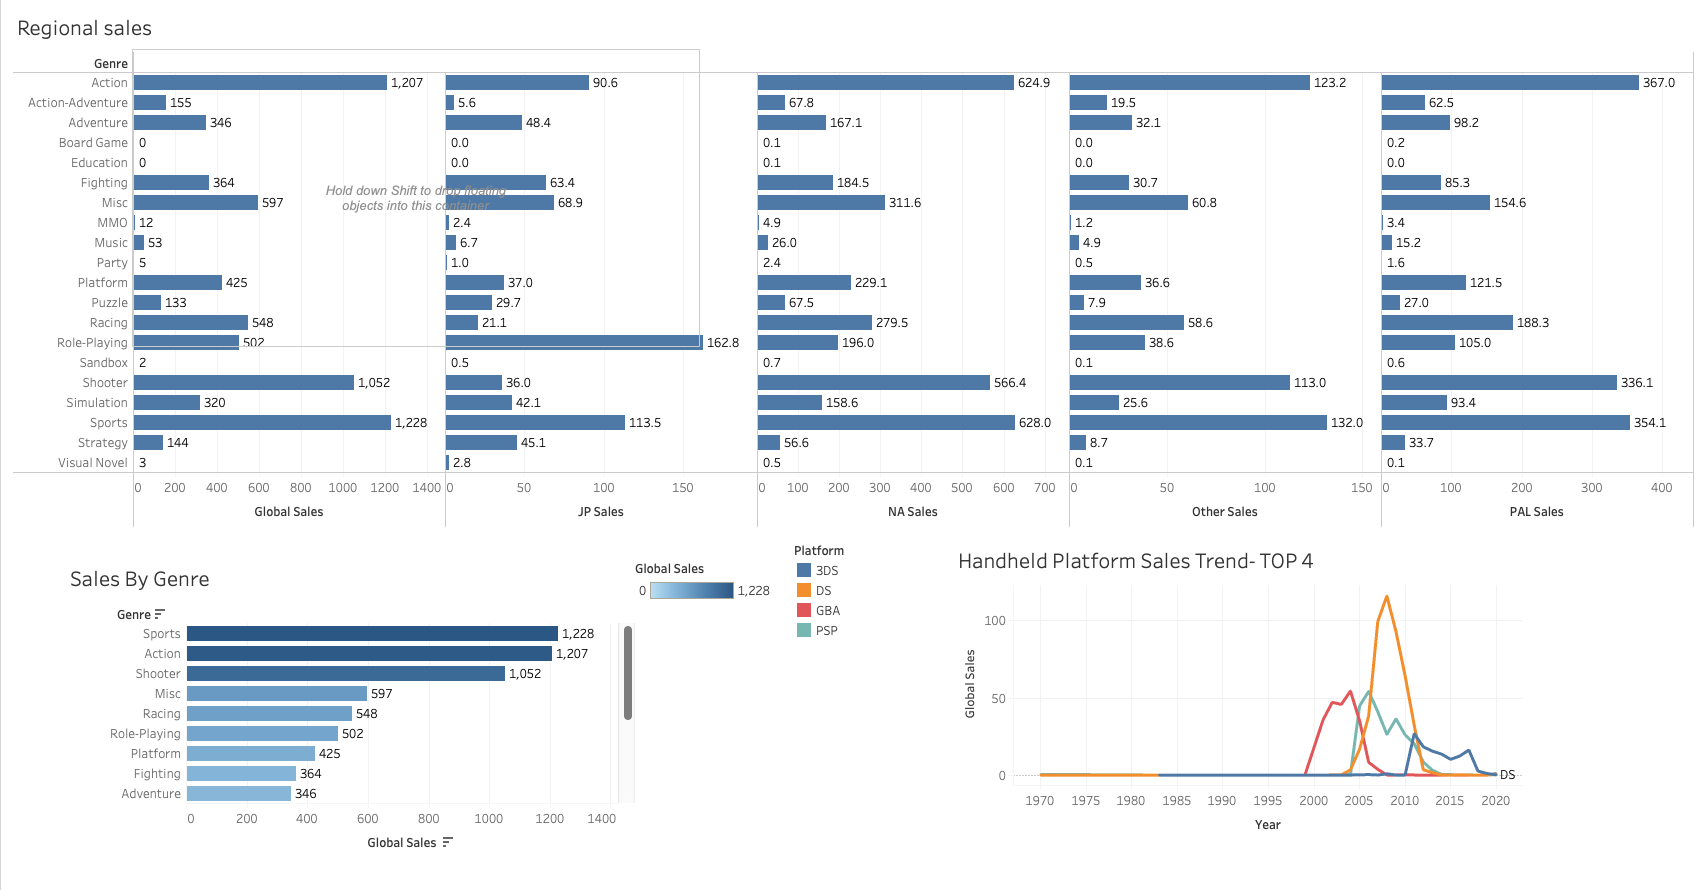 Regional sales
Genre
Action 1,207 90.6 624.9 123.2 367.0
Action-Adventure 155 5.6 67.8 19.5 62.5
Adventure 346 48.4 167.1 32.1 98.2
Board Game 0 0.0 0.1 0.0 0.2
Education 0 0.0 0.1 0.0 0.0
Fighting 364 63.4 184.5 30.7 85.3
Hold down Shift to drop floating
objects into this container
Misc 597 68.9 311.6 60.8 154.6
MMO 12 2.4 4.9 1.2 3.4
Music 53 6.7 26.0 4.9 15.2
Party 5 1.0 2.4 0.5 1.6
Platform 425 37.0 229.1 36.6 121.5
Puzzle 133 29.7 67.5 7.9 27.0
Racing 548 21.1 279.5 58.6 188.3
Role-Playing 502 162.8 196.0 38.6 105.0
Sandbox 2 0.5 0.7 0.1 0.6
Shooter 1,052 36.0 566.4 113.0 336.1
Simulation 320 42.1 158.6 25.6 93.4
Sports 1,228 113.5 628.0 132.0 354.1
Strategy 144 45.1 56.6 8.7 33.7
Visual Novel 3 2.8 0.5 0.1 0.1
0 200 400 600 800 1000 1200 1400 0 50 100 150 0 100 200 300 400 500 600 700 0 50 100 150 0 100 200 300 400
Global Sales JP Sales NA Sales Other Sales PAL Sales
Sales By Genre
Genre
Sports 1,228
Action 1,207
Shooter 1,052
Misc 597
Racing 548
Role-Playing 502
Platform 425
Fighting 364
Adventure 346
0 200 400 600 800 1000 1200 1400
Global Sales
Global Sales
0 1,228
Platform
3DS
DS
GBA
PSP
Handheld Platform Sales Trend- TOP 4
Global Sales
100
50
0
DS
1970 1975 1980 1985 1990 1995 2000 2005 2010 2015 2020
Year